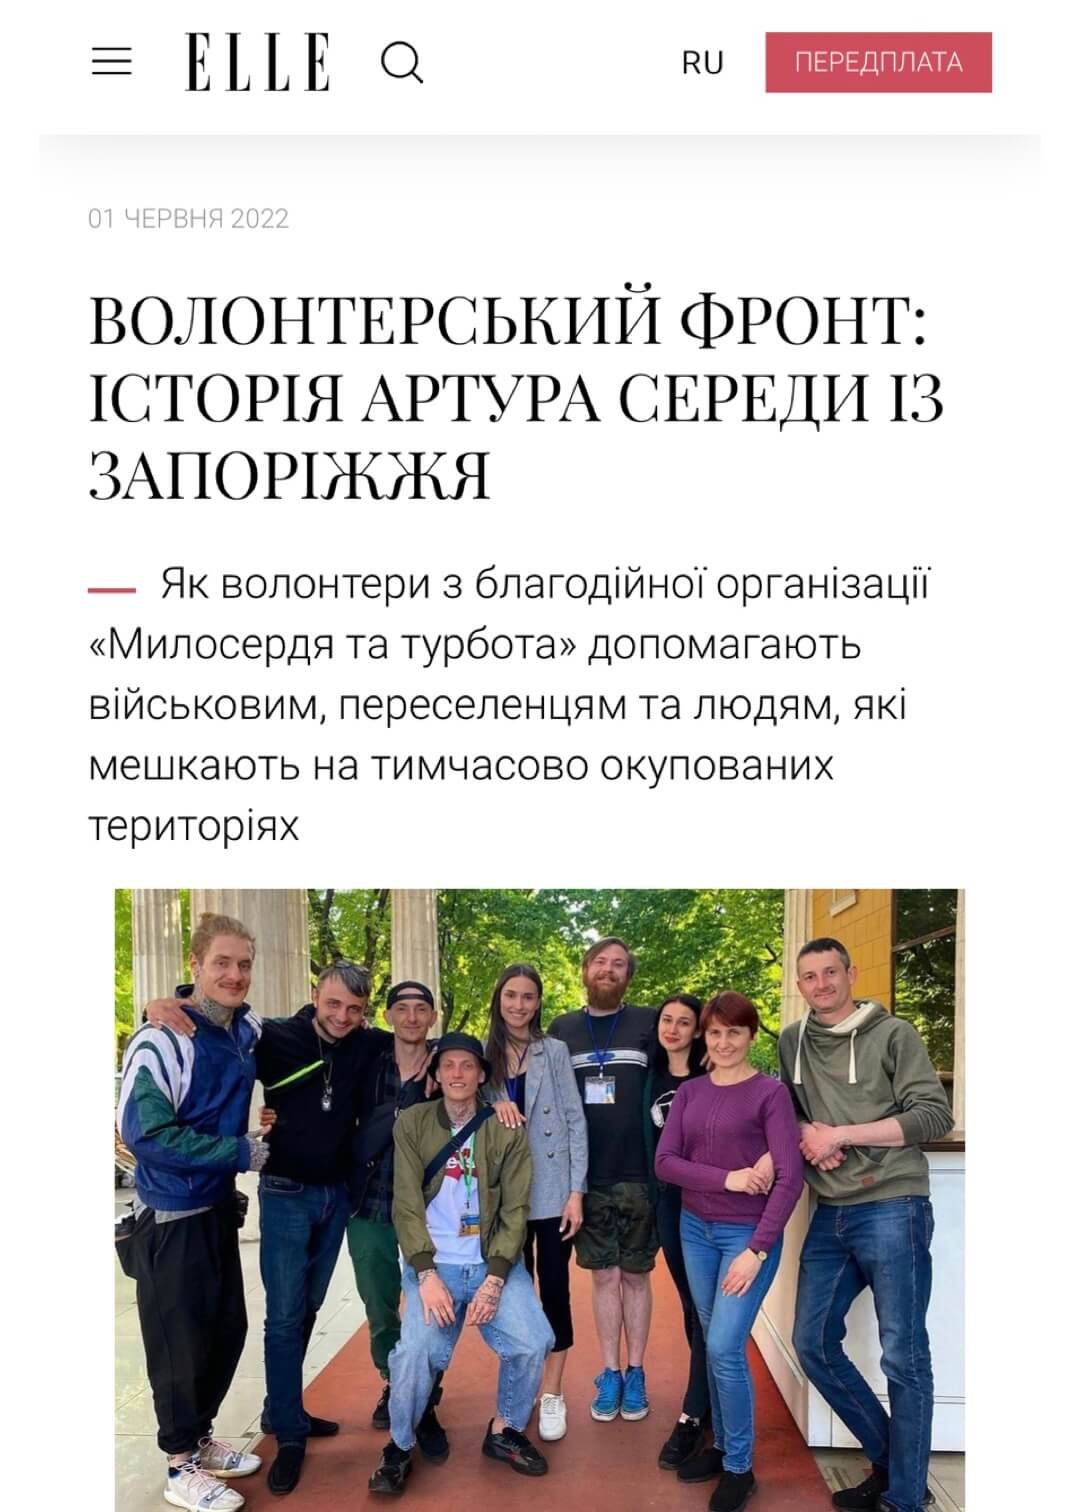 ELLE
RU
ПЕРЕДПЛАТА
01 ЧЕРВНЯ 2022
ВОЛОНТЕРСЬКИЙ ФРОНТ:
ІСТОРІЯ АРТУРА СЕРЕДИ ІЗ
ЗАПОРІЖЖЯ
— Як волонтери з благодійної організації
«Милосердя та турбота» допомагають
військовим, переселенцям та людям, які
мешкають на тимчасово окупованих
територіях